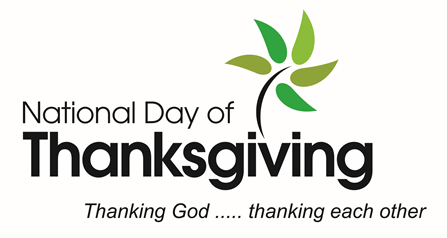 National Day of
Thanksgiving
Thanking God ..... thanking each other